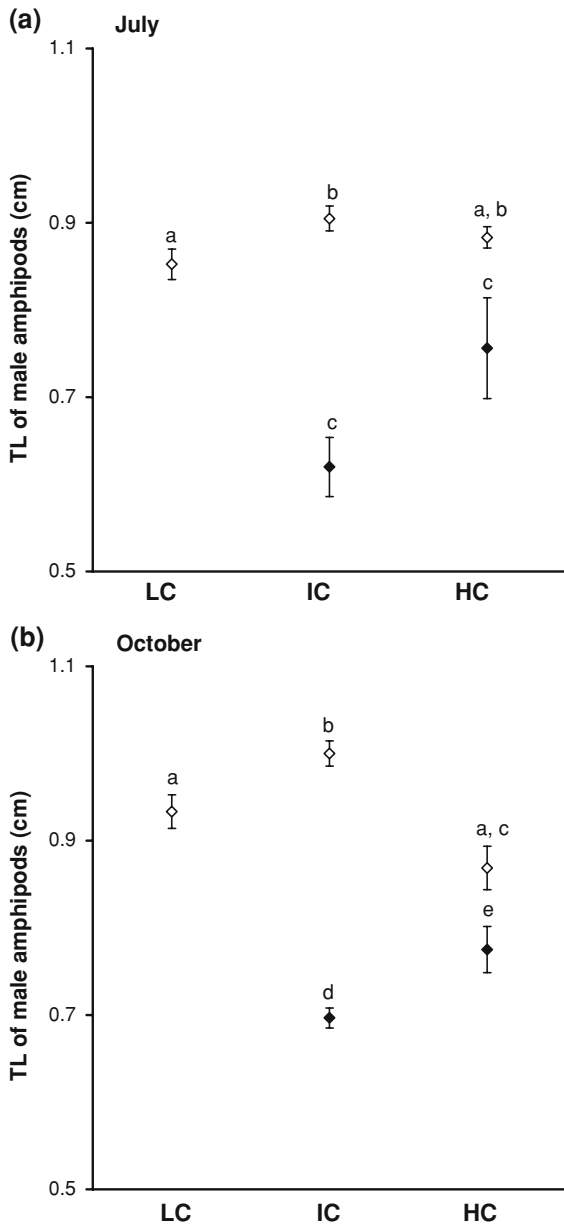 (a) July
TL of male amphipods (cm)
1.1
0.9
0.7
0.5
a
b
a, b
c
c
LC IC HC
(b) October
TL of male amphipods (cm)
1.1
0.9
0.7
0.5
a
b
a, c
e
d
LC IC HC